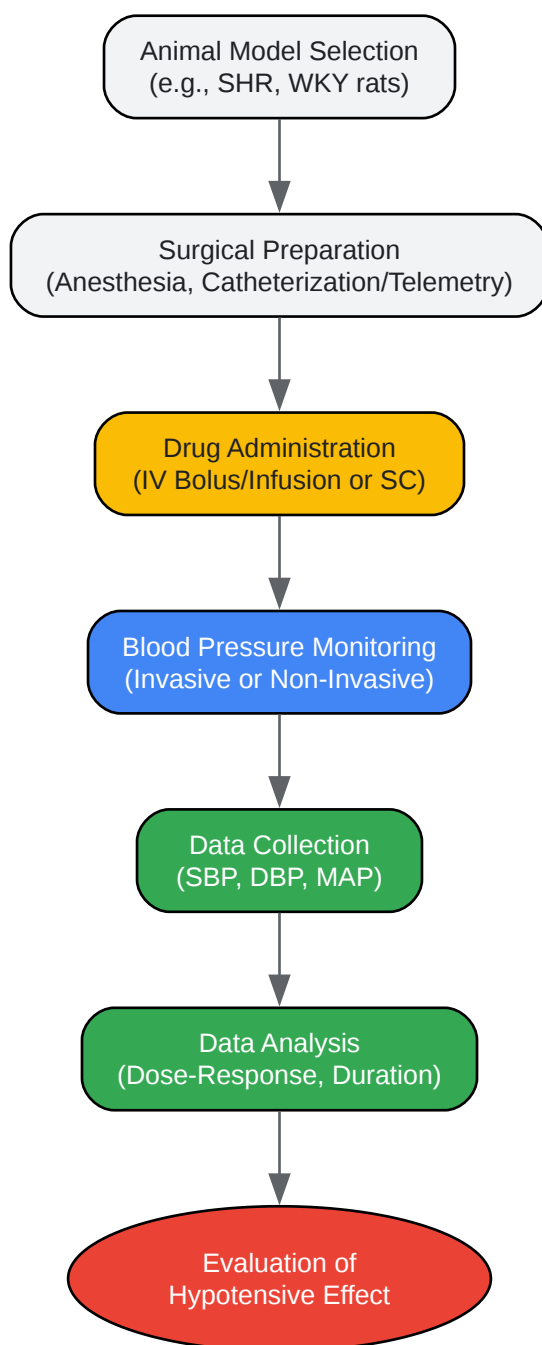 Animal Model Selection
(e.g., SHR, WKY rats)
Surgical Preparation
(Anesthesia, Catheterization/Telemetry)
Drug Administration
(IV Bolus/Infusion or SC)
Blood Pressure Monitoring
(Invasive or Non-Invasive)
Data Collection
(SBP, DBP, MAP)
Data Analysis
(Dose-Response, Duration)
Evaluation of
Hypotensive Effect